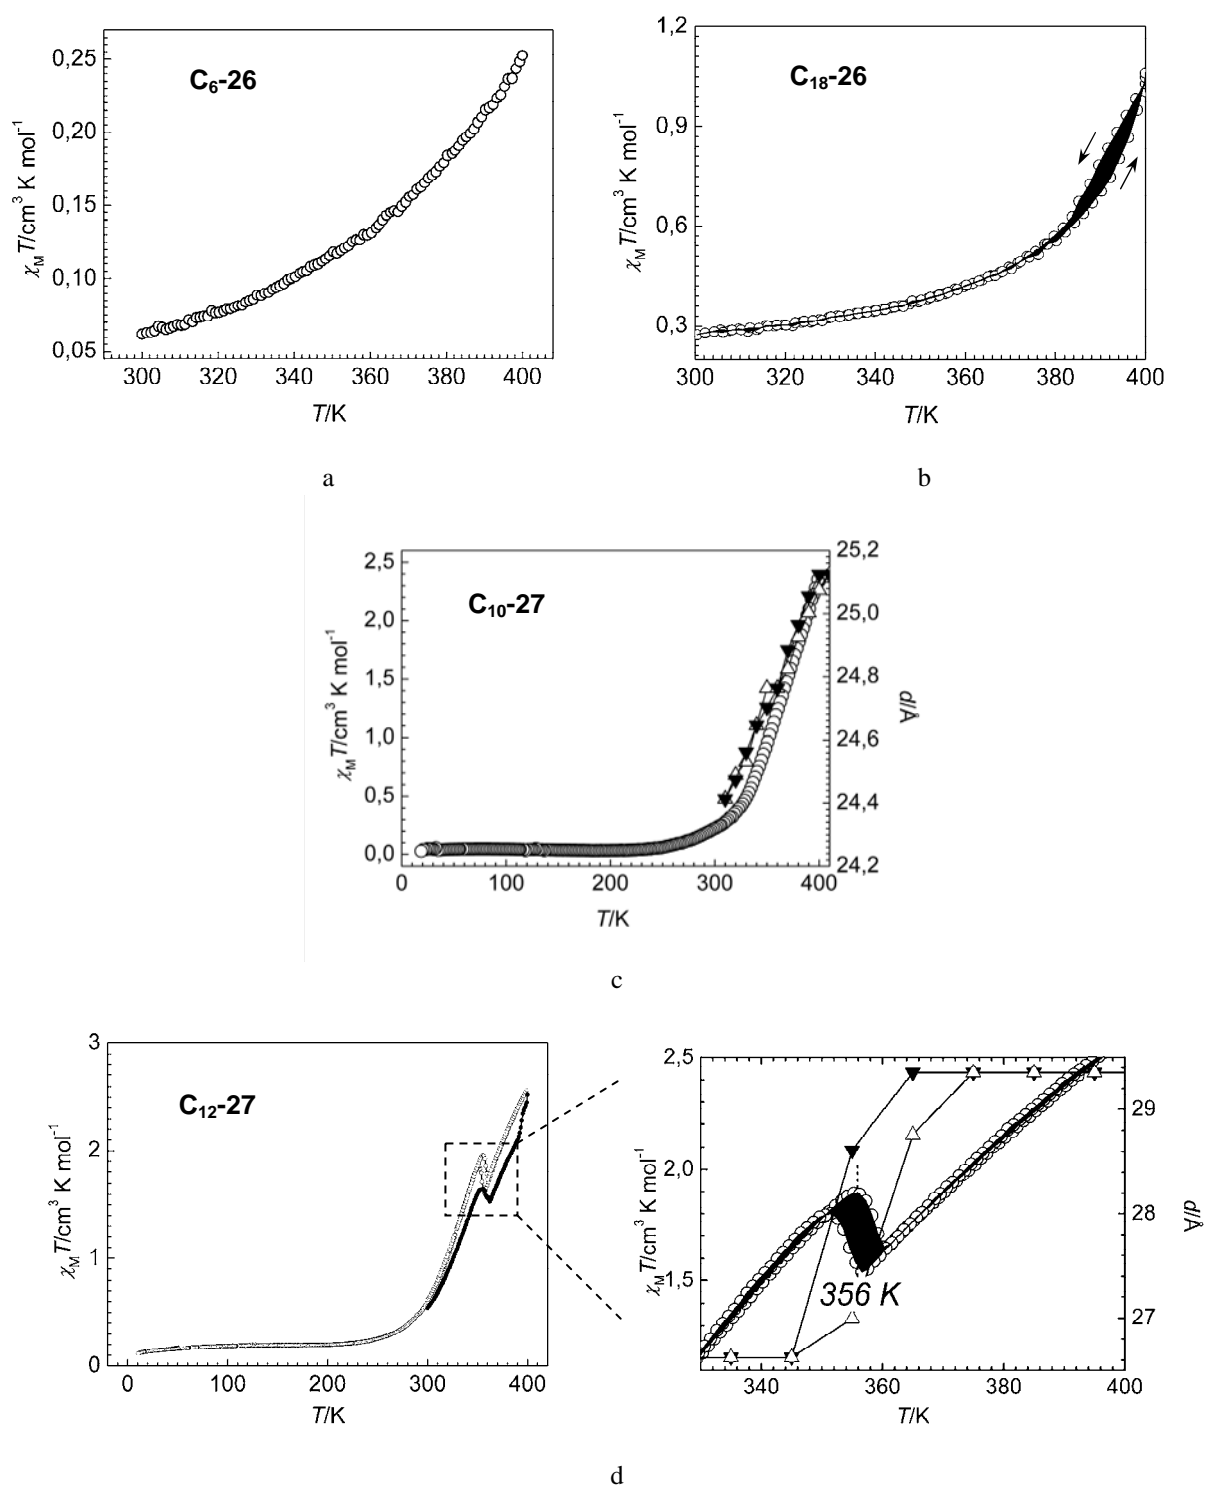 C6-26
0,25
0,20
0,15
0,10
0,05
χM T/cm3 K mol-1
300 320 340 360 380 400
T/K
a
C18-26
1,2
0,9
0,6
0,3
χM T/cm3 K mol-1
300 320 340 360 380 400
T/K
b
C10-27
2,5
2,0
1,5
1,0
0,5
0,0
χM T/cm3 K mol-1
25,2
25,0
24,8
24,6
24,4
24,2
d/Å
0 100 200 300 400
T/K
c
C12-27
3
2
1
0
χM T/cm3 K mol-1
0 100 200 300 400
T/K
2,5
2,0
1,5
χM T/cm3 K mol-1
356 K
29
28
27
d/Å
340 360 380 400
T/K
d